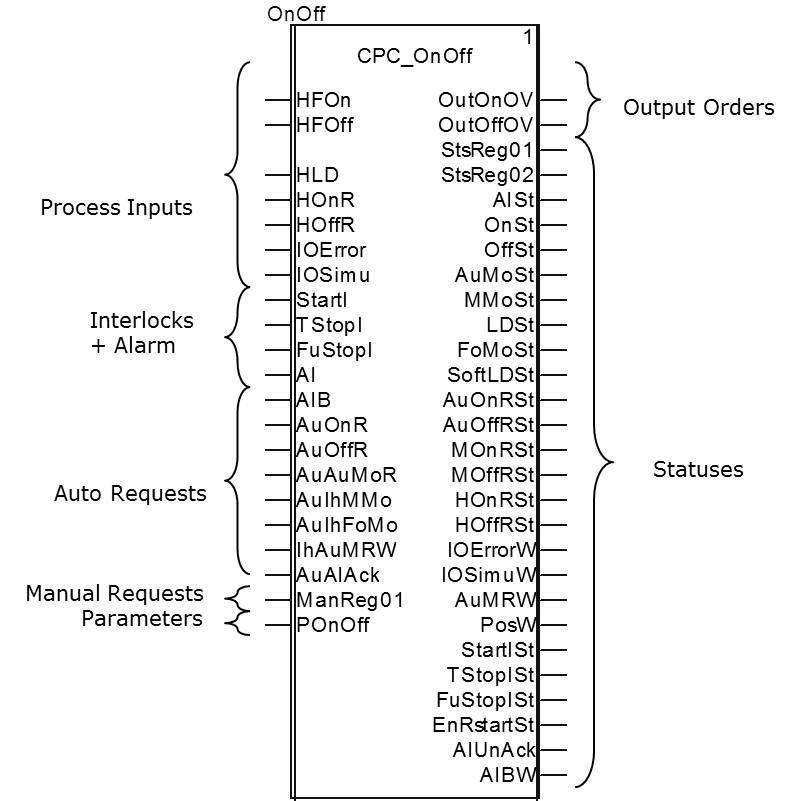 OnOff
1
CPC_OnOff
HFOn OutOnOV
HFOff OutOffOV
Output Orders
StsReg01
HLD StsReg02
HOnR AlSt
Process Inputs
HOffR OnSt
IOError OffSt
IOSimu AuMoSt
StartI MMoSt
Interlocks
+ Alarm
TStopI LDSt
FuStopI FoMoSt
Al SoftLDSt
AlB AuOnRSt
AuOnR AuOffRSt
AuOffR MOnRSt
Statuses
AuAuMoR MOffRSt
Auto Requests
AuIhMMo HOnRSt
AuIhFoMo HOffRSt
IhAuMRW IOErrorW
AuAlAck IOSimuW
Manual Requests
ManReg01 AuMRW
Parameters
POnOff PosW
StartISt
TStopISt
FuStopISt
EnRstartSt
AlUnAck
AlBW